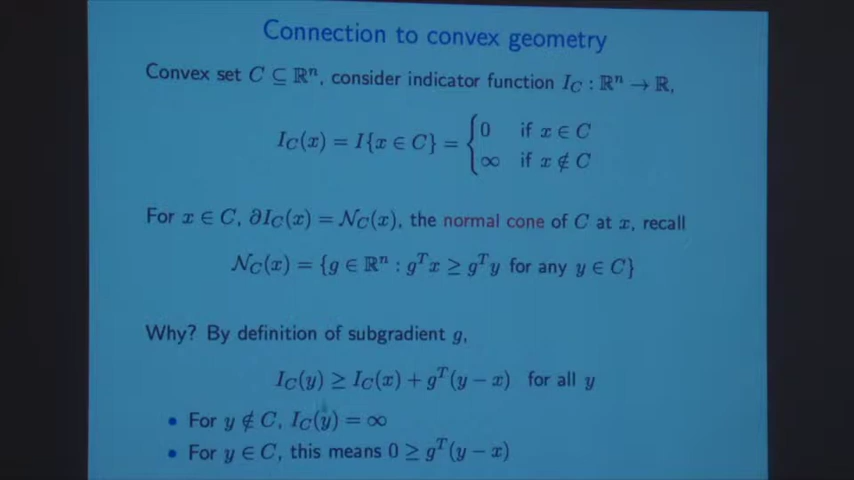 Connection to convex geometry
Convex set C ⊆ ℝⁿ, consider indicator function I_C : ℝⁿ → ℝ,
I_C(x) = I{x ∈ C} = { 0 if x ∈ C
∞ if x ∉ C
For x ∈ C, ∂I_C(x) = 𝒩_C(x), the normal cone of C at x, recall
𝒩_C(x) = {g ∈ ℝⁿ : gᵀx ≥ gᵀy for any y ∈ C}
Why? By definition of subgradient g,
I_C(y) ≥ I_C(x) + gᵀ(y − x) for all y
• For y ∉ C, I_C(y) = ∞
• For y ∈ C, this means 0 ≥ gᵀ(y − x)